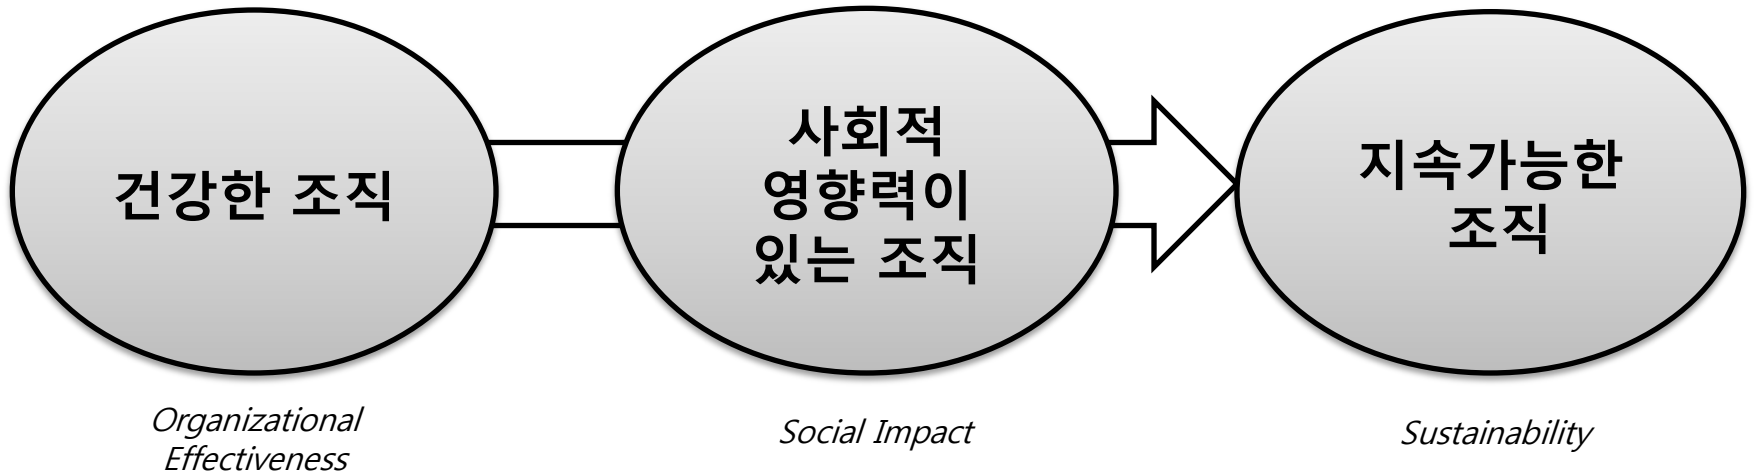 건강한 조직
사회적
영향력이
있는 조직
지속가능한
조직
Organizational
Effectiveness
Social Impact
Sustainability